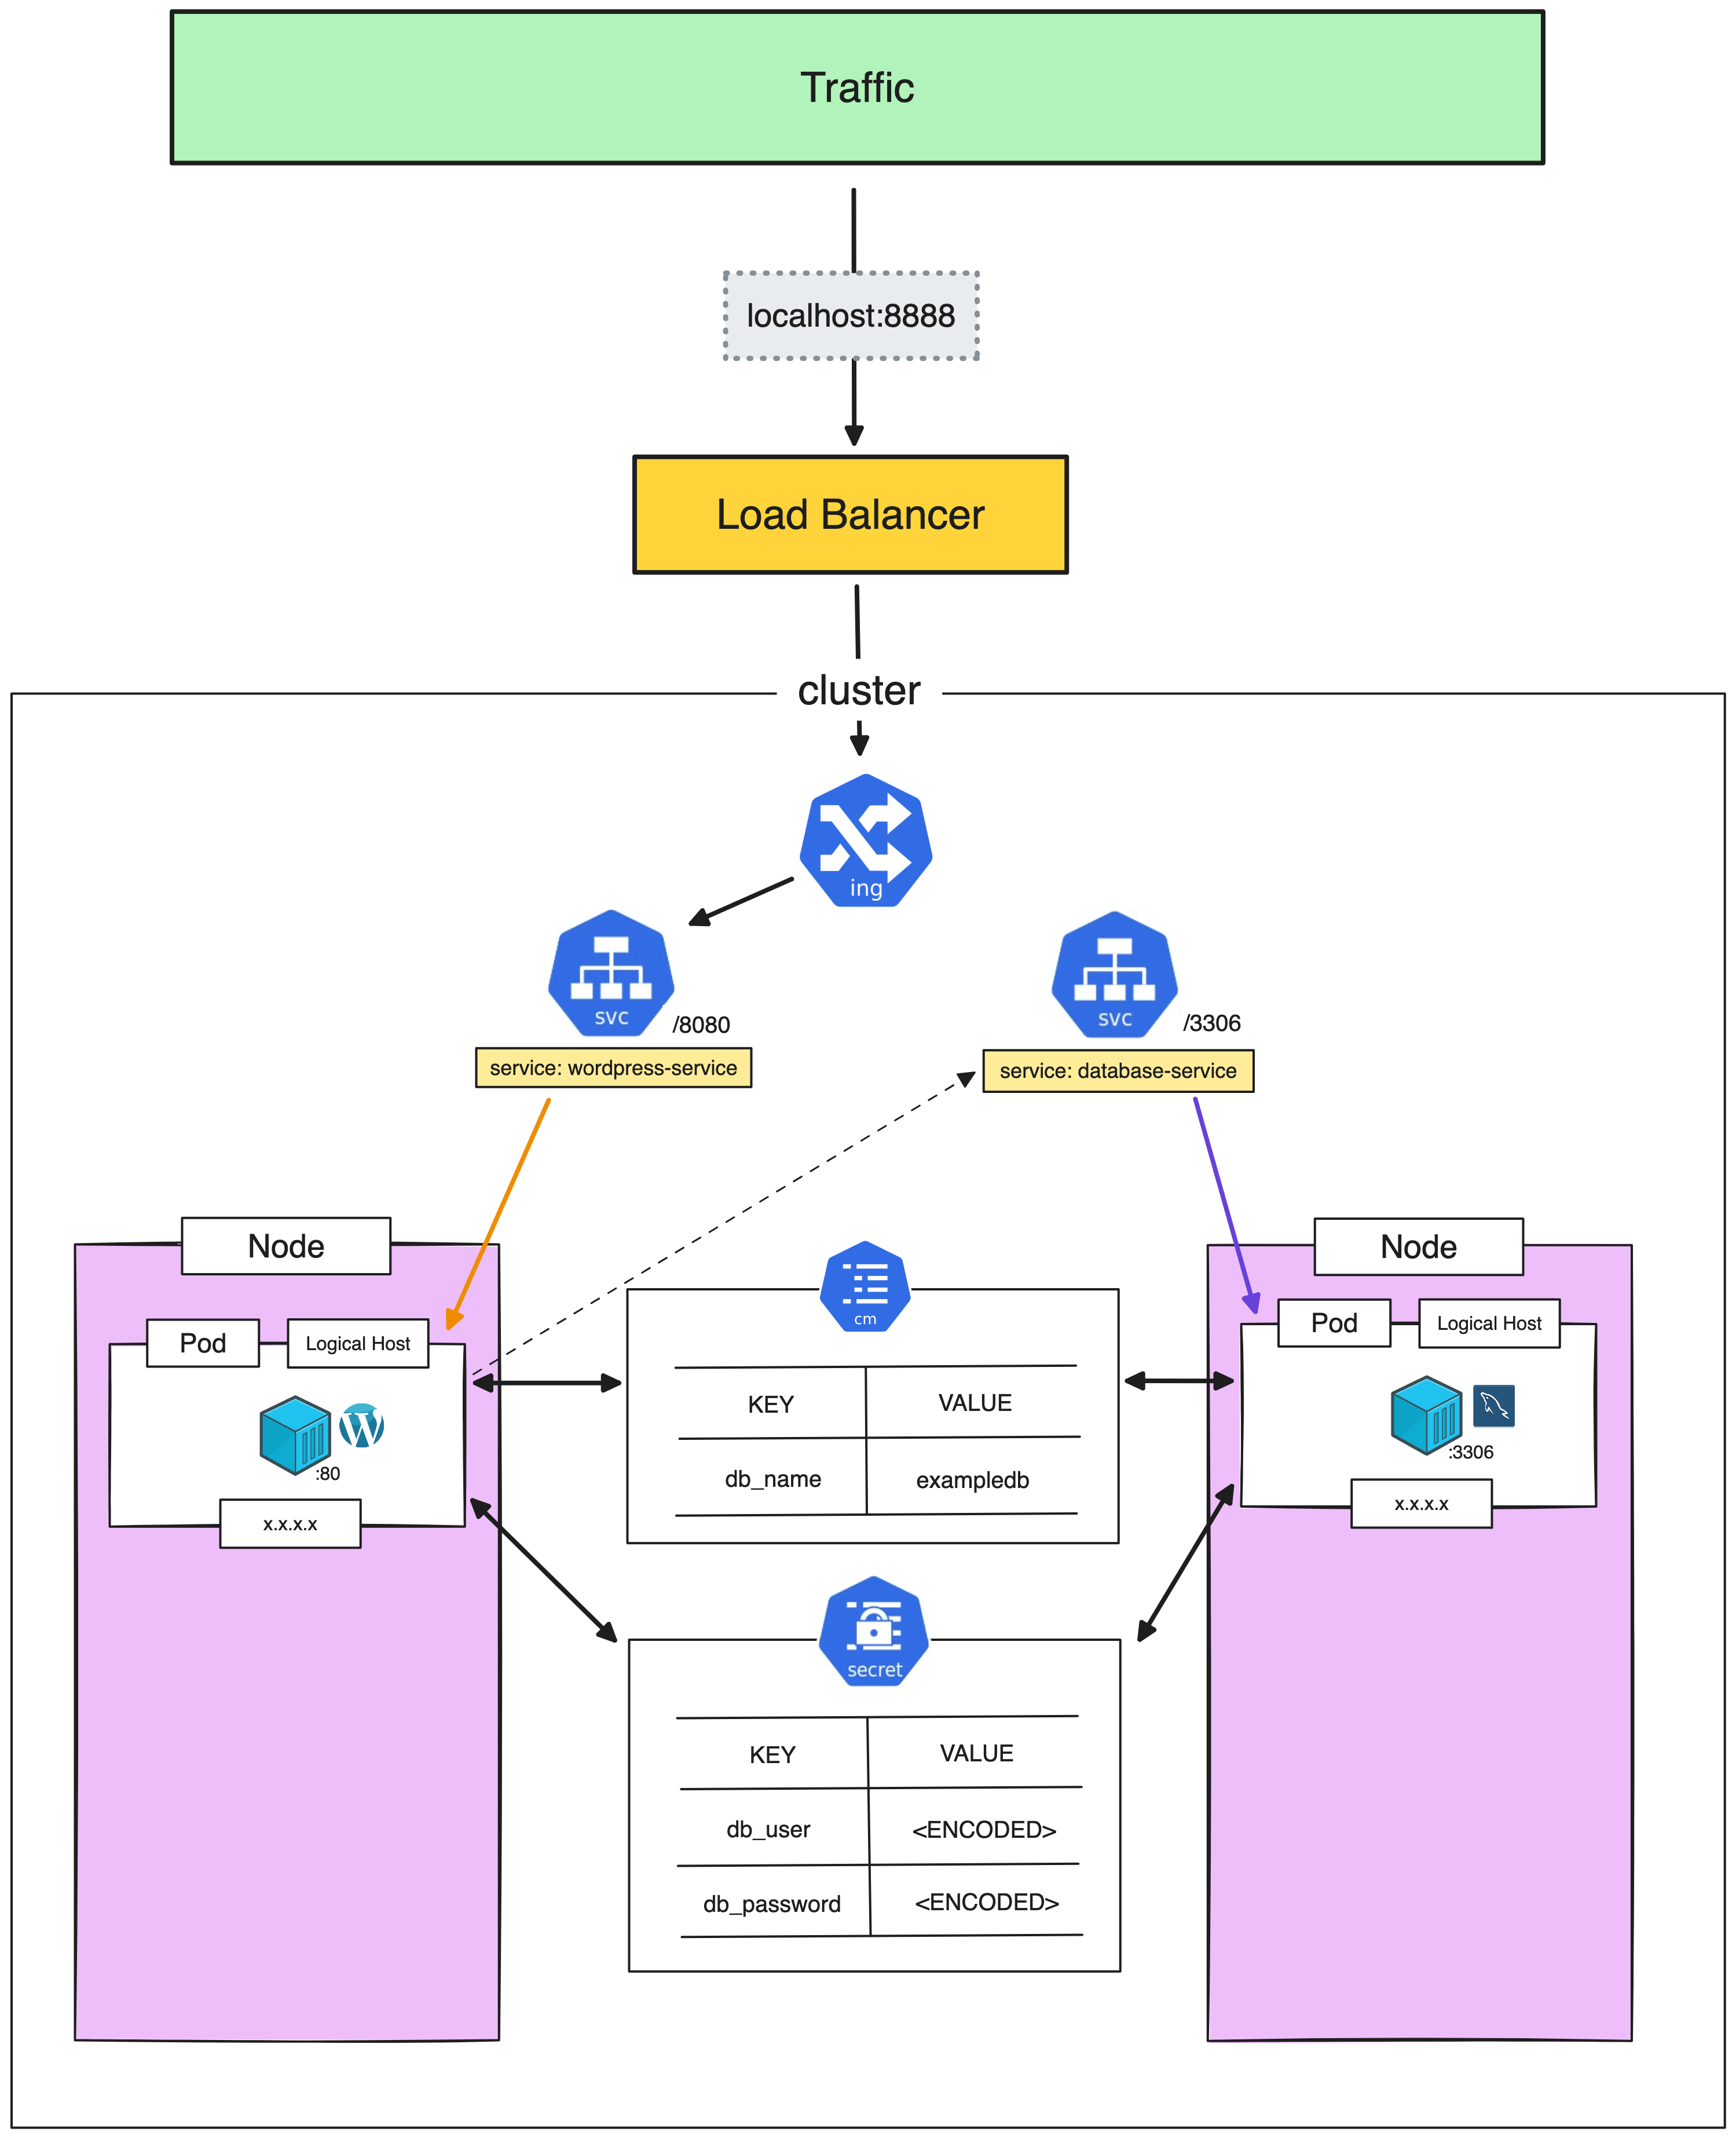 Traffic
localhost:8888
Load Balancer
cluster
ing
svc
/8080
service: wordpress-service
svc
/3306
service: database-service
Node
Pod
Logical Host
W
:80
x.x.x.x
cm
KEY VALUE
db_name exampledb
Node
Pod
Logical Host
:3306
x.x.x.x
secret
KEY VALUE
db_user <ENCODED>
db_password <ENCODED>